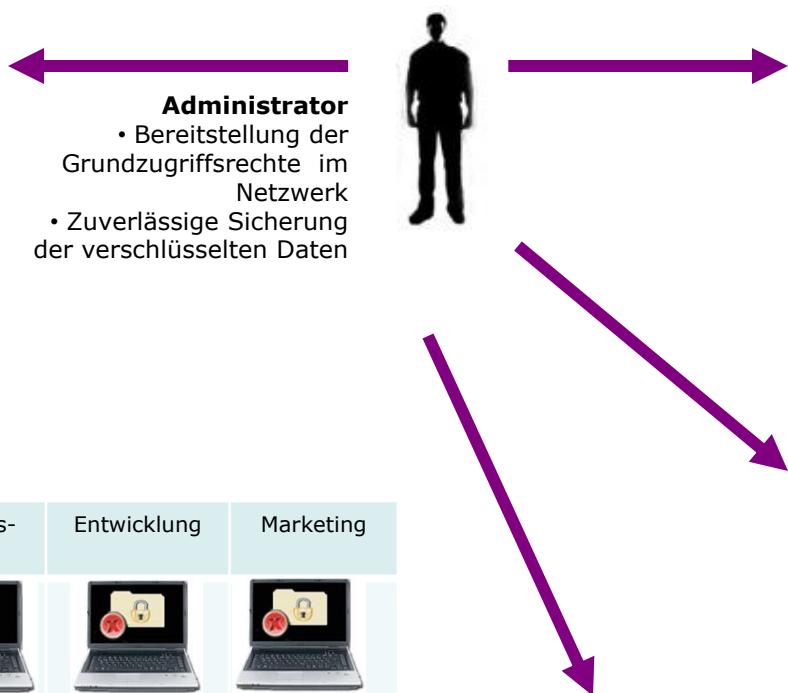 Administrator
• Bereitstellung der
Grundzugriffsrechte im
Netzwerk
• Zuverlässige Sicherung
der verschlüsselten Daten
s- Entwicklung Marketing